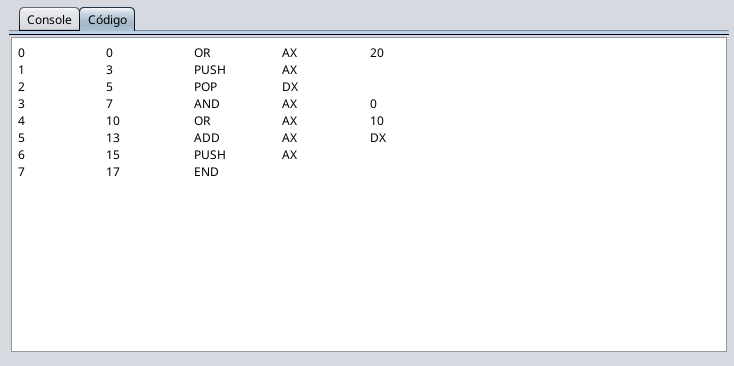 Console Código
0 0 OR AX 20
1 3 PUSH AX
2 5 POP DX
3 7 AND AX 0
4 10 OR AX 10
5 13 ADD AX DX
6 15 PUSH AX
7 17 END